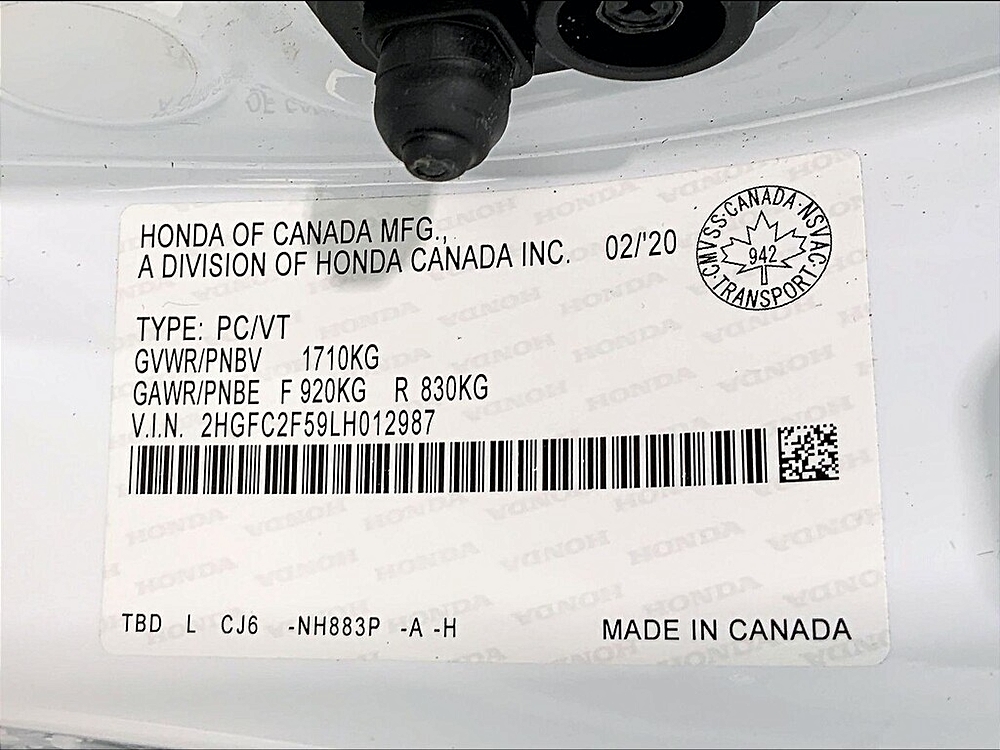 HONDA OF CANADA MFG.,
A DIVISION OF HONDA CANADA INC. 02/'20
CMVSS·CANADA·NSVAC·TRANSPORT·
942
TYPE: PC/VT
GVWR/PNBV 1710KG
GAWR/PNBE F 920KG R 830KG
V.I.N. 2HGFC2F59LH012987
TBD L CJ6 -NH883P -A -H
MADE IN CANADA